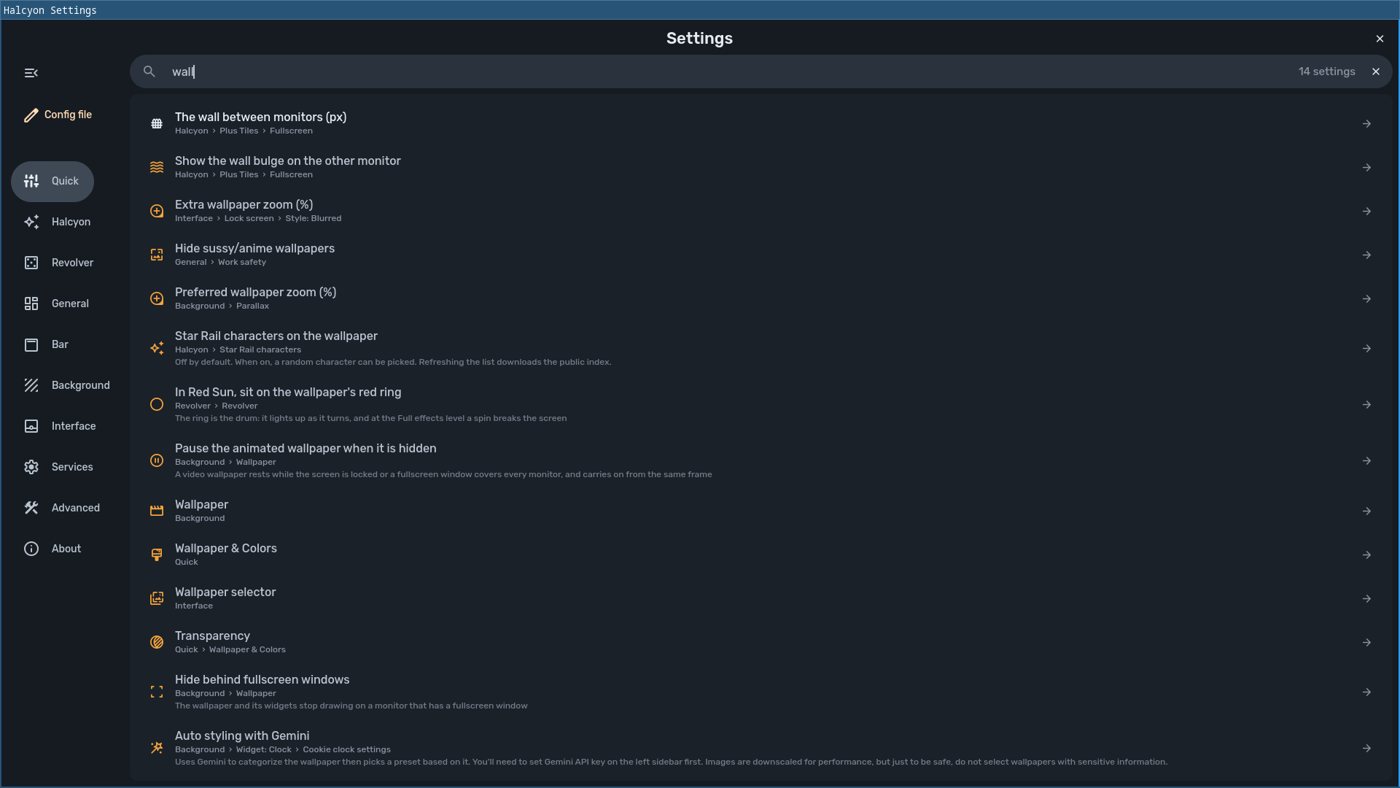 Halcyon Settings
Settings
wall
14 settings
Config file
Quick
Halcyon
Revolver
General
Bar
Background
Interface
Services
Advanced
About
The wall between monitors (px)
Halcyon › Plus Tiles › Fullscreen
Show the wall bulge on the other monitor
Halcyon › Plus Tiles › Fullscreen
Extra wallpaper zoom (%)
Interface › Lock screen › Style: Blurred
Hide sussy/anime wallpapers
General › Work safety
Preferred wallpaper zoom (%)
Background › Parallax
Star Rail characters on the wallpaper
Halcyon › Star Rail characters
Off by default. When on, a random character can be picked. Refreshing the list downloads the public index.
In Red Sun, sit on the wallpaper's red ring
Revolver › Revolver
The ring is the drum: it lights up as it turns, and at the Full effects level a spin breaks the screen
Pause the animated wallpaper when it is hidden
Background › Wallpaper
A video wallpaper rests while the screen is locked or a fullscreen window covers every monitor, and carries on from the same frame
Wallpaper
Background
Wallpaper & Colors
Quick
Wallpaper selector
Interface
Transparency
Quick › Wallpaper & Colors
Hide behind fullscreen windows
Background › Wallpaper
The wallpaper and its widgets stop drawing on a monitor that has a fullscreen window
Auto styling with Gemini
Background › Widget: Clock › Cookie clock settings
Uses Gemini to categorize the wallpaper then picks a preset based on it. You'll need to set Gemini API key on the left sidebar first. Images are downscaled for performance, but just to be safe, do not select wallpapers with sensitive information.